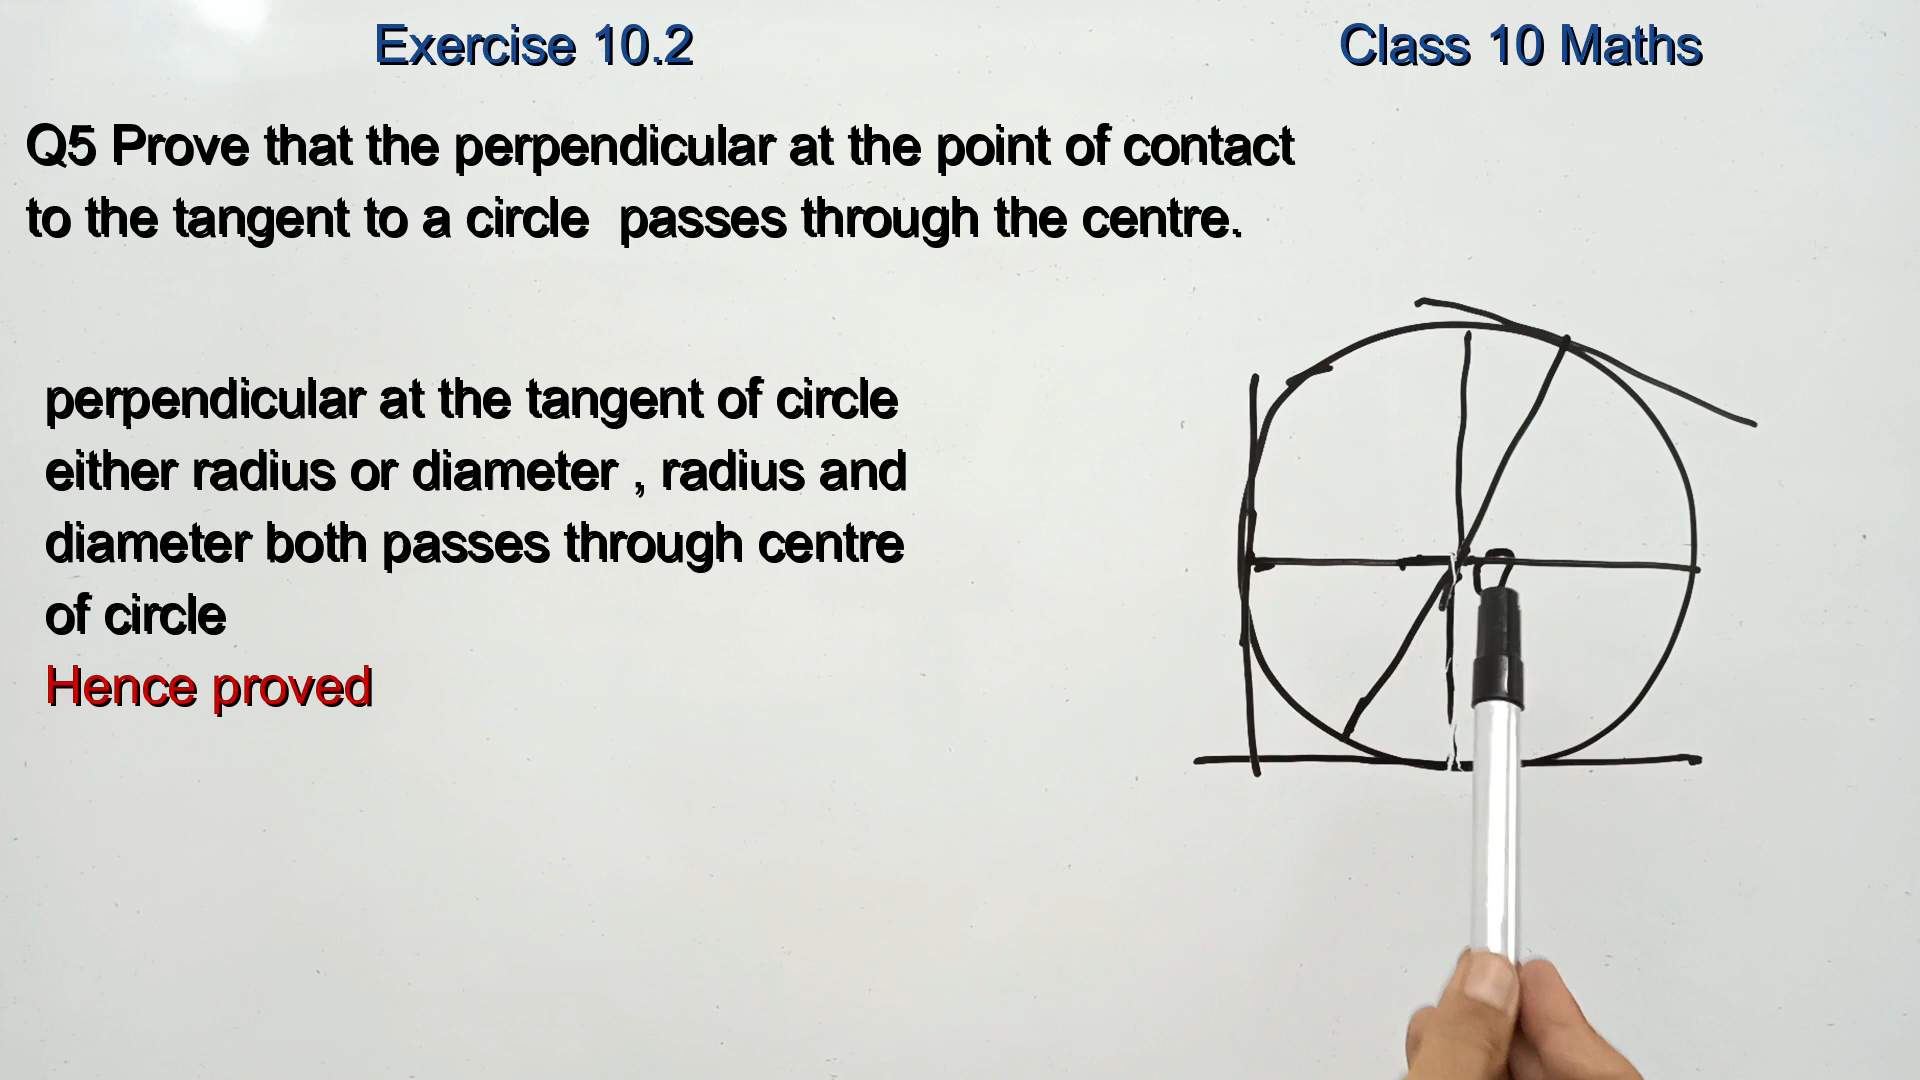 Exercise 10.2
Class 10 Maths
Q5 Prove that the perpendicular at the point of contact
to the tangent to a circle passes through the centre.
perpendicular at the tangent of circle
either radius or diameter , radius and
diameter both passes through centre
of circle
Hence proved